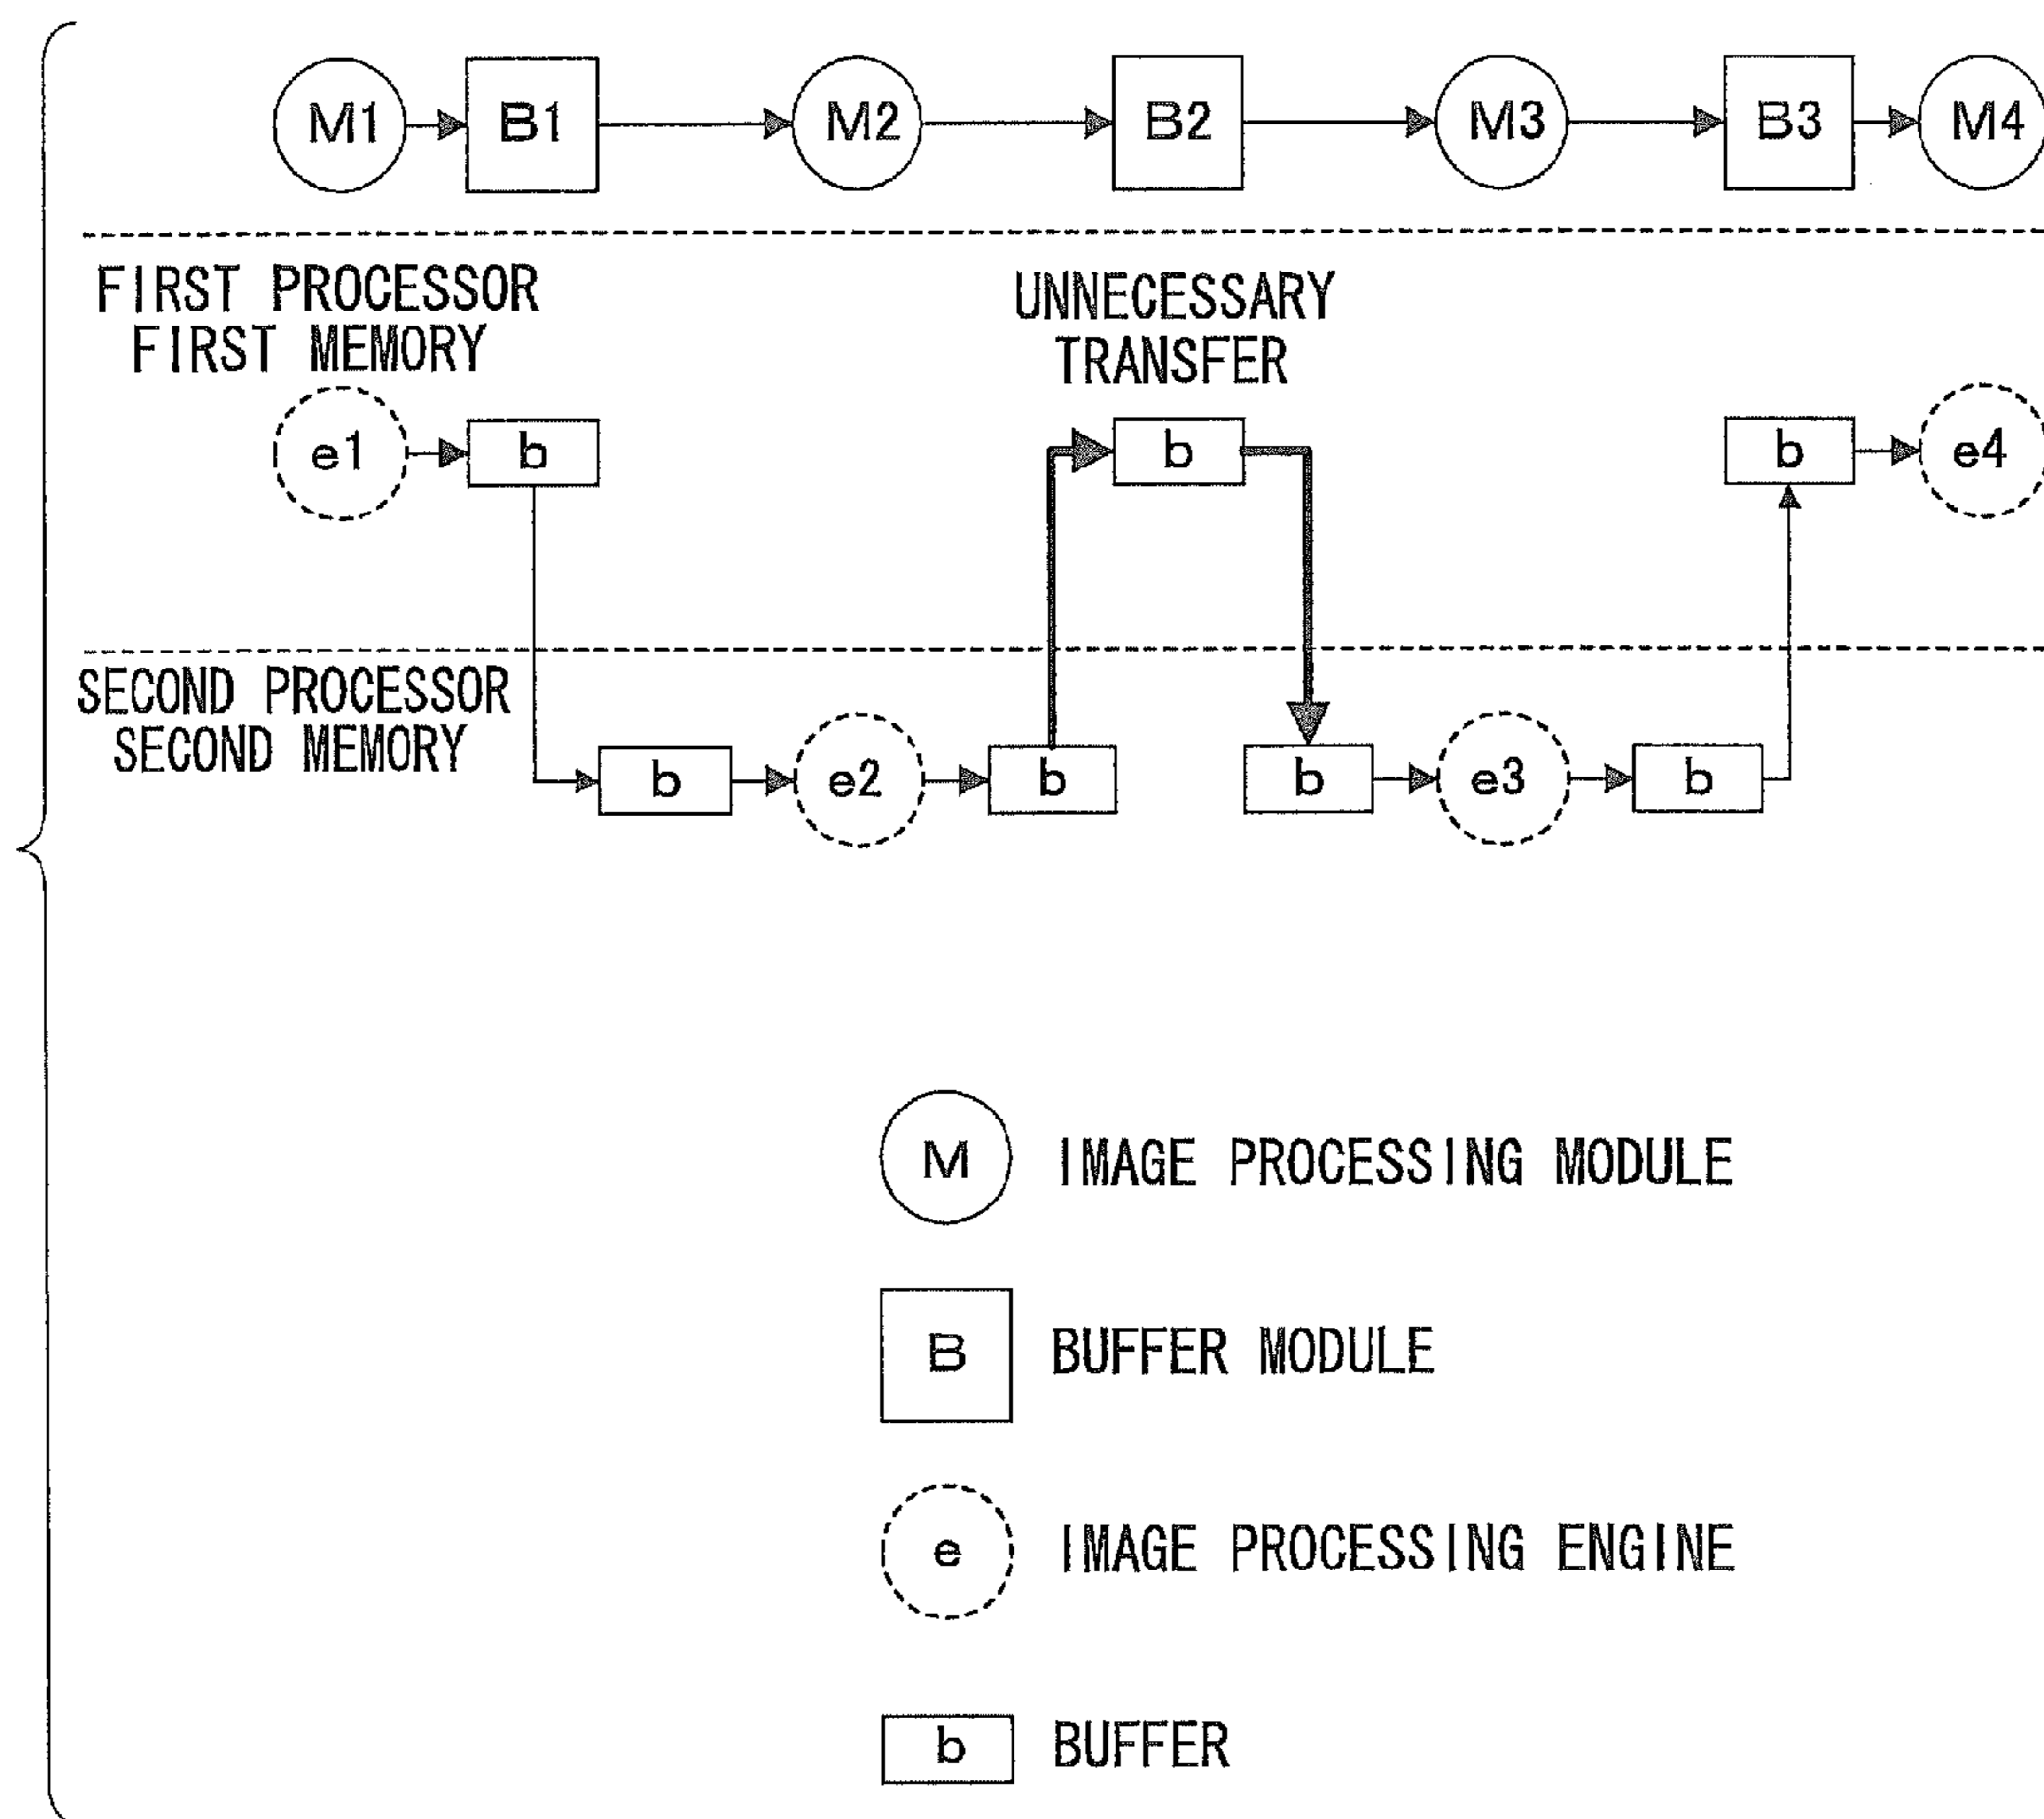 M1 B1 M2 B2 M3 B3 M4
FIRST PROCESSOR
FIRST MEMORY
UNNECESSARY
TRANSFER
e1 b b b e4
SECOND PROCESSOR
SECOND MEMORY
b e2 b b e3 b
M IMAGE PROCESSING MODULE
B BUFFER MODULE
e IMAGE PROCESSING ENGINE
b BUFFER